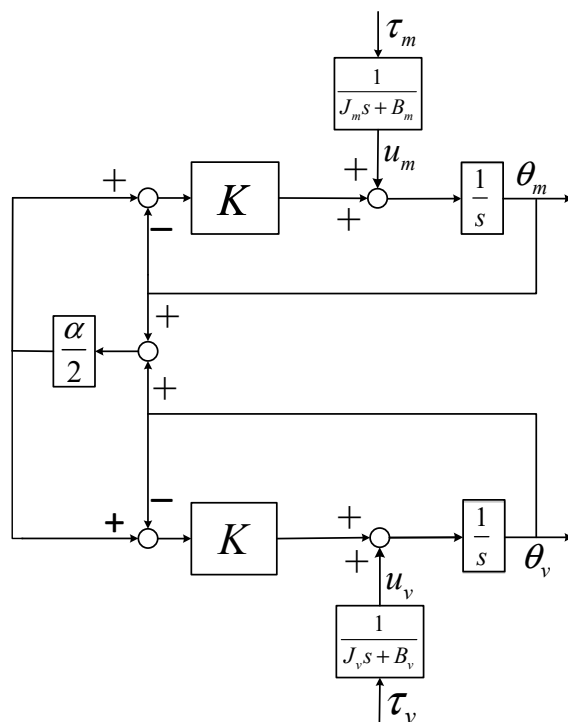 τ_m
1
J_m s + B_m
+ u_m
+ K + 1 θ_m
s
−
+
α
2
+
−
+ K + 1
s
+ u_v θ_v
1
J_v s + B_v
τ_v